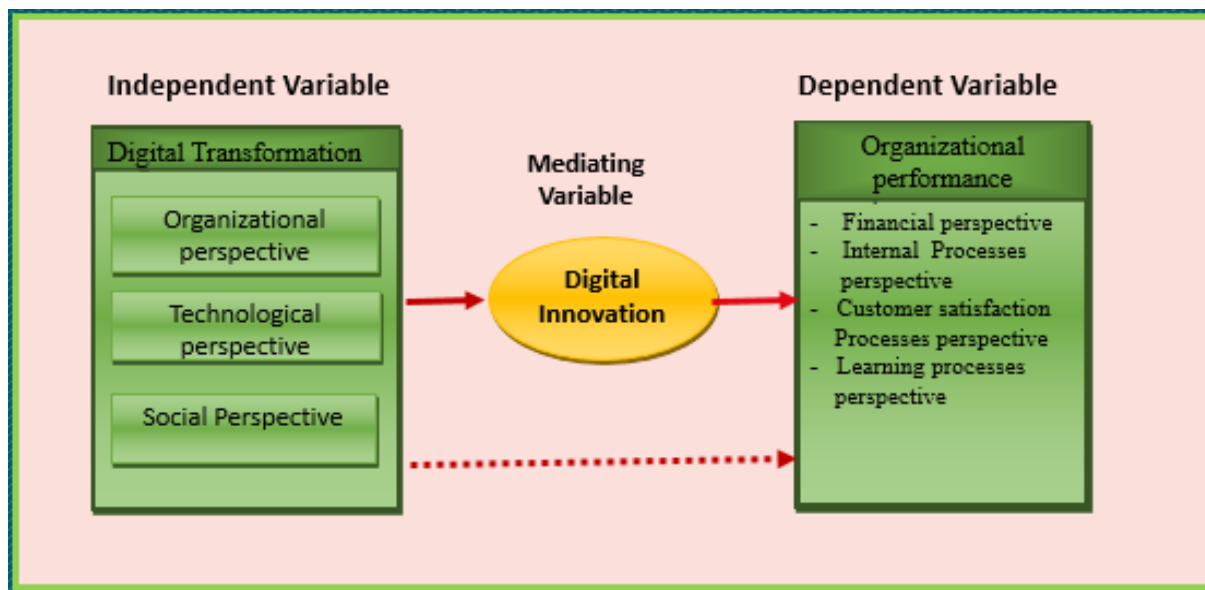 Independent Variable
Digital Transformation
Organizational
perspective
Technological
perspective
Social Perspective
Mediating
Variable
Digital
Innovation
Dependent Variable
Organizational
performance
- Financial perspective
- Internal Processes
perspective
- Customer satisfaction
Processes perspective
- Learning processes
perspective